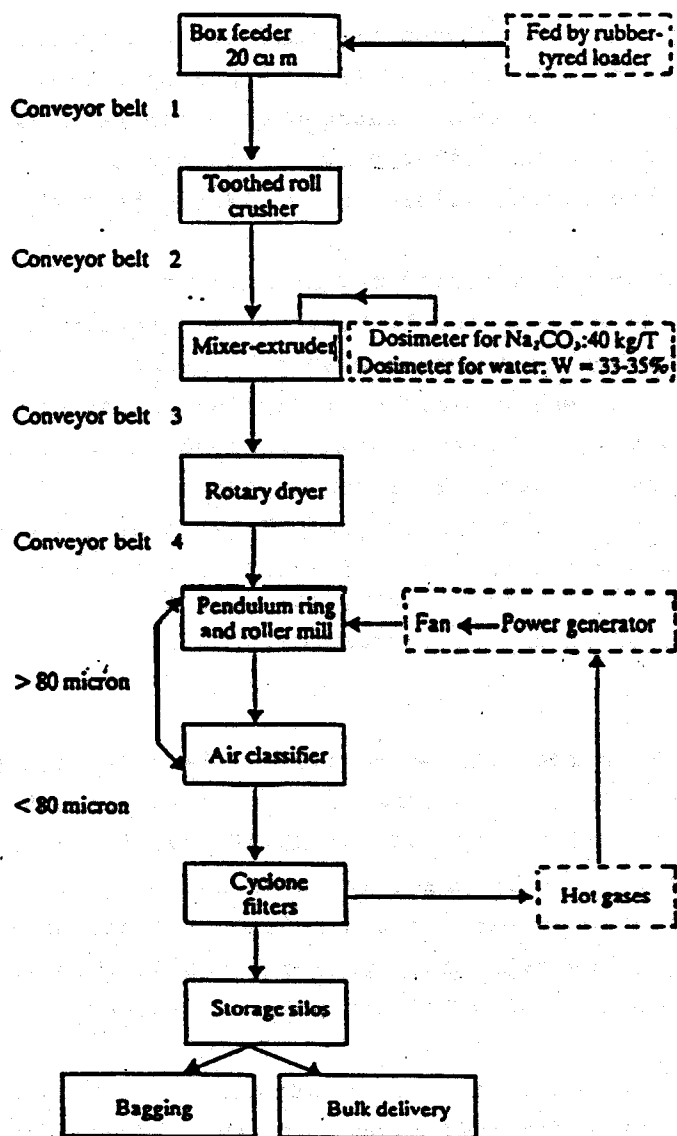 Box feeder
20 cu m
Fed by rubber-
tyred loader
Conveyor belt 1
Toothed roll
crusher
Conveyor belt 2
Mixer-extruder
Dosimeter for Na₂CO₃:40 kg/T
Dosimeter for water: W = 33-35%
Conveyor belt 3
Rotary dryer
Conveyor belt 4
Pendulum ring
and roller mill
Fan
Power generator
> 80 micron
Air classifier
< 80 micron
Cyclone
filters
Hot gases
Storage silos
Bagging
Bulk delivery